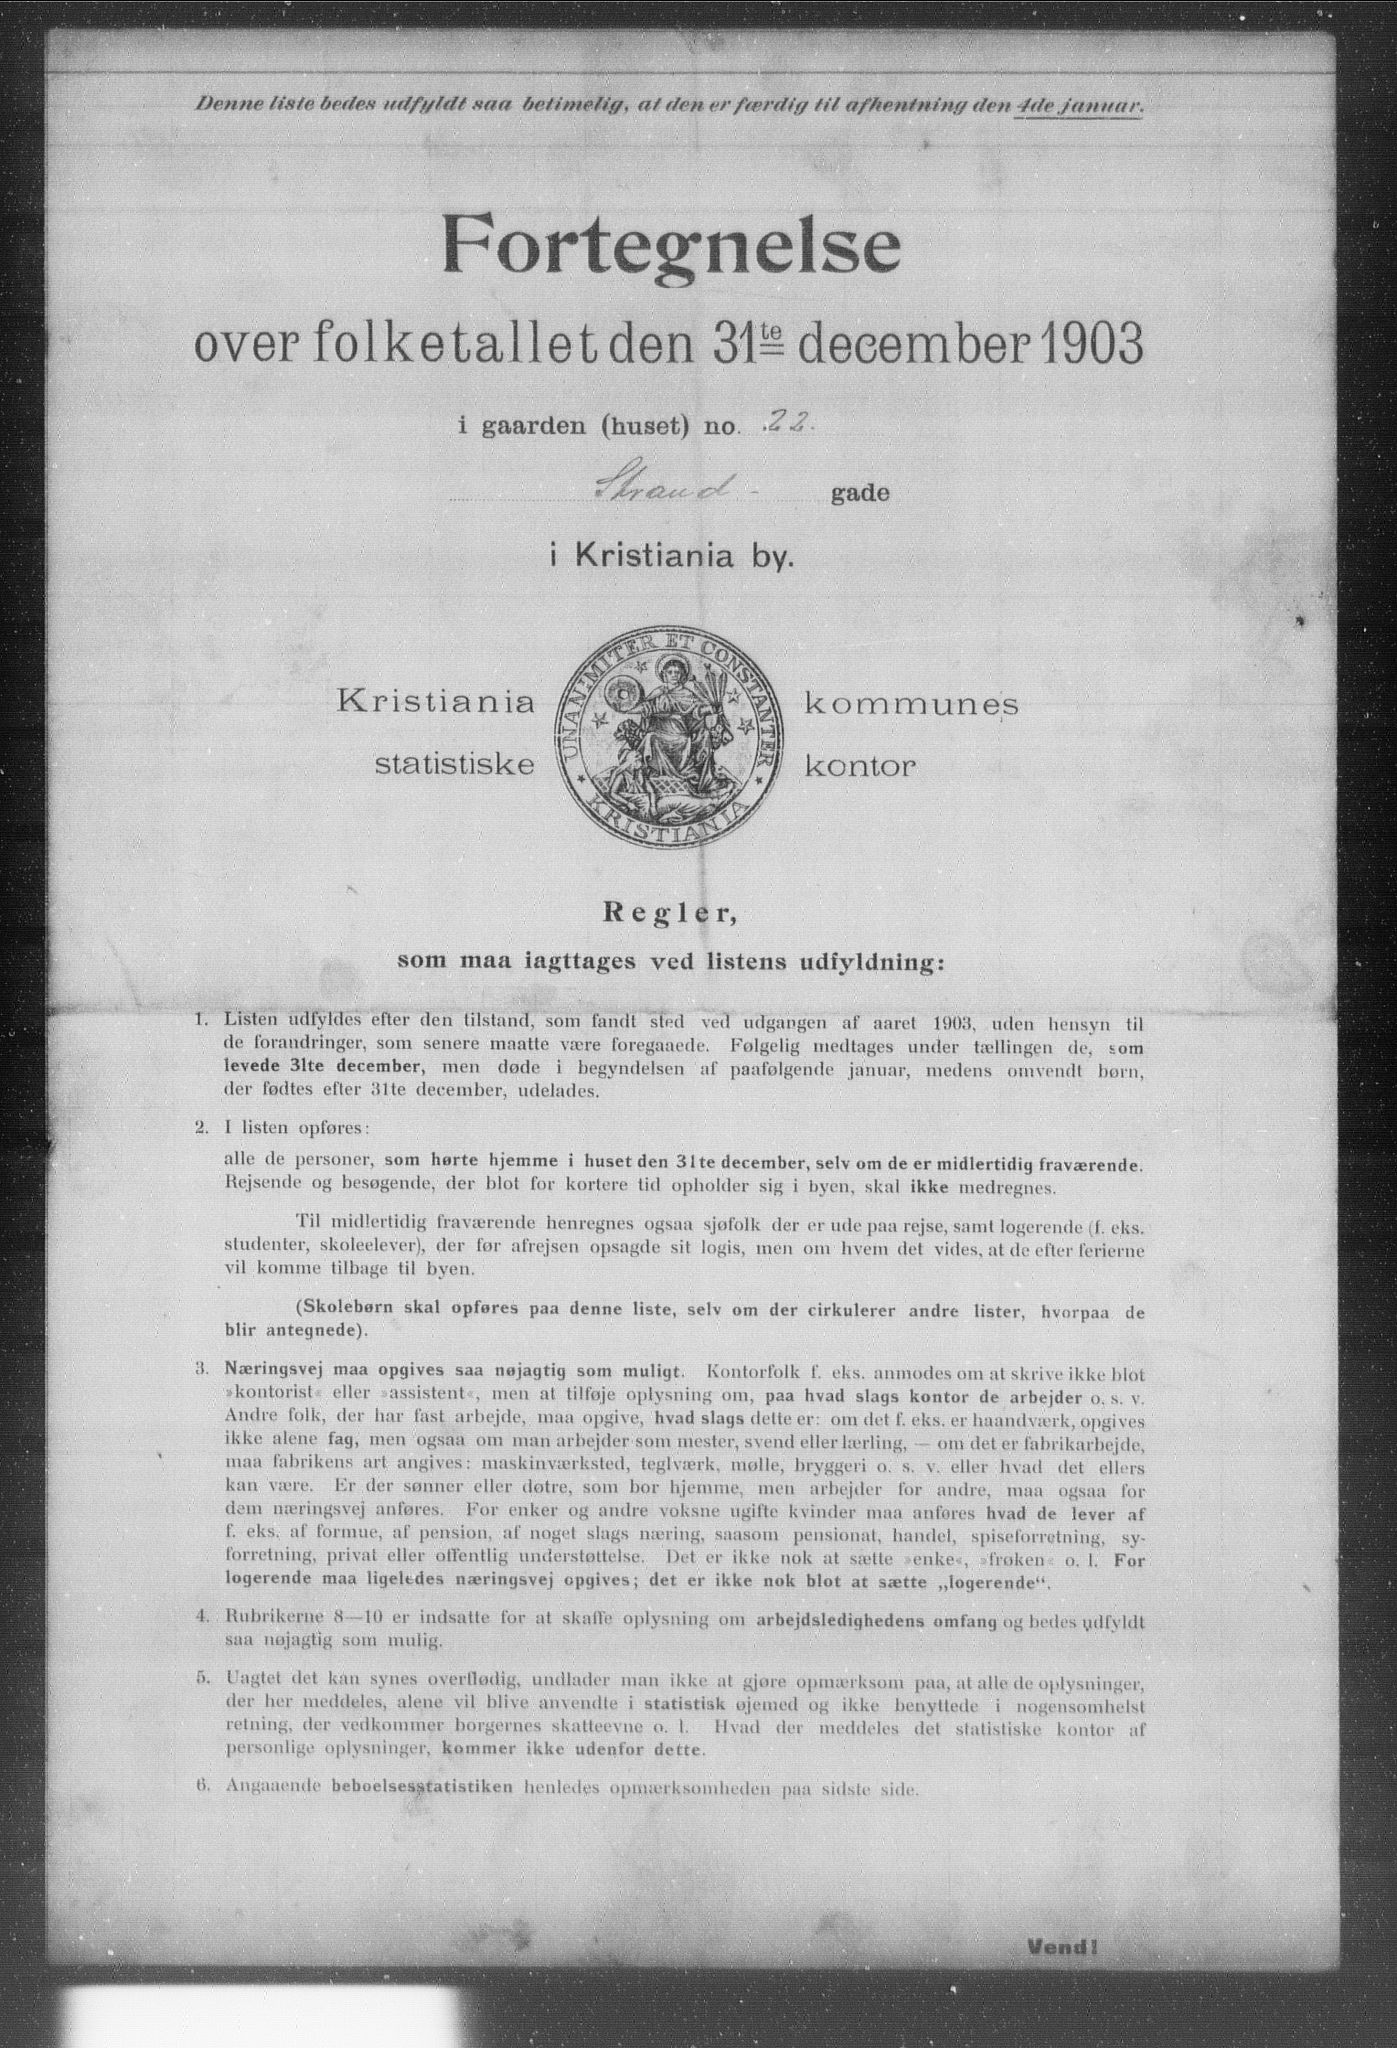 Denne liste bedes udfyldt saa betimelig, at den er færdig til afhentning den 4de januar.
Fortegnelse
over folketallet den 31te december 1903
i gaarden (huset) no. 22.
Strand- gade
i Kristiania by.
UNANIMITER ET CONSTANTER
KRISTIANIA
Kristiania kommunes
statistiske kontor
Regler,
som maa iagttages ved listens udfyldning:
1. Listen udfyldes efter den tilstand, som fandt sted ved udgangen af aaret 1903, uden hensyn til
de forandringer, som senere maatte være foregaaede. Følgelig medtages under tællingen de, som
levede 31te december, men døde i begyndelsen af paafølgende januar, medens omvendt børn,
der fødtes efter 31te december, udelades.
2. I listen opføres:
alle de personer, som hørte hjemme i huset den 31te december, selv om de er midlertidig fraværende.
Rejsende og besøgende, der blot for kortere tid opholder sig i byen, skal ikke medregnes.
Til midlertidig fraværende henregnes ogsaa sjøfolk der er ude paa rejse, samt logerende (f. eks.
studenter, skoleelever), der før afrejsen opsagde sit logis, men om hvem det vides, at de efter ferierne
vil komme tilbage til byen.
(Skolebørn skal opføres paa denne liste, selv om der cirkulerer andre lister, hvorpaa de
blir antegnede).
3. Næringsvej maa opgives saa nøjagtig som muligt. Kontorfolk f. eks. anmodes om at skrive ikke blot
»kontorist« eller »assistent«, men at tilføje oplysning om, paa hvad slags kontor de arbejder o. s. v.
Andre folk, der har fast arbejde, maa opgive, hvad slags dette er: om det f. eks. er haandværk, opgives
ikke alene fag, men ogsaa om man arbejder som mester, svend eller lærling, — om det er fabrikarbejde,
maa fabrikens art angives: maskinværksted, teglværk, mølle, bryggeri o. s. v. eller hvad det ellers
kan være. Er der sønner eller døtre, som bor hjemme, men arbejder for andre, maa ogsaa for
dem næringsvej anføres. For enker og andre voksne ugifte kvinder maa anføres hvad de lever af
f. eks. af formue, af pension, af noget slags næring, saasom pensionat, handel, spiseforretning, sy-
forretning, privat eller offentlig understøttelse. Det er ikke nok at sætte »enke«, »frøken« o. l. For
logerende maa ligeledes næringsvej opgives; det er ikke nok blot at sætte „logerende“.
4. Rubrikerne 8—10 er indsatte for at skaffe oplysning om arbejdsledighedens omfang og bedes udfyldt
saa nøjagtig som mulig.
5. Uagtet det kan synes overflødig, undlader man ikke at gjøre opmærksom paa, at alle de oplysninger,
der her meddeles, alene vil blive anvendte i statistisk øjemed og ikke benyttede i nogensomhelst
retning, der vedkommer borgernes skatteevne o. l. Hvad der meddeles det statistiske kontor af
personlige oplysninger, kommer ikke udenfor dette.
6. Angaaende beboelsesstatistiken henledes opmærksomheden paa sidste side.
Vend!